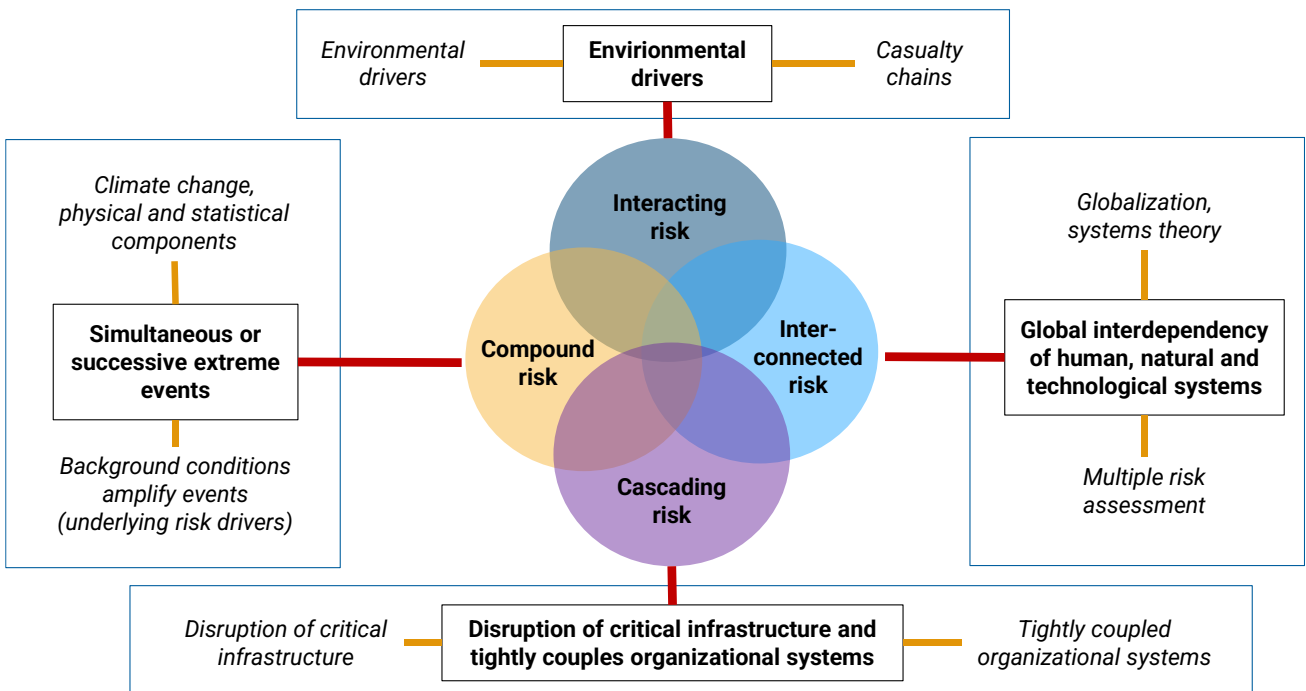 Environmental
drivers
Envirionmental
drivers
Casualty
chains
Climate change,
physical and statistical
components
Simultaneous or
successive extreme
events
Background conditions
amplify events
(underlying risk drivers)
Interacting
risk
Compound
risk
Inter-
connected
risk
Cascading
risk
Globalization,
systems theory
Global interdependency
of human, natural and
technological systems
Multiple risk
assessment
Disruption of critical
infrastructure
Disruption of critical infrastructure and
tightly couples organizational systems
Tightly coupled
organizational systems